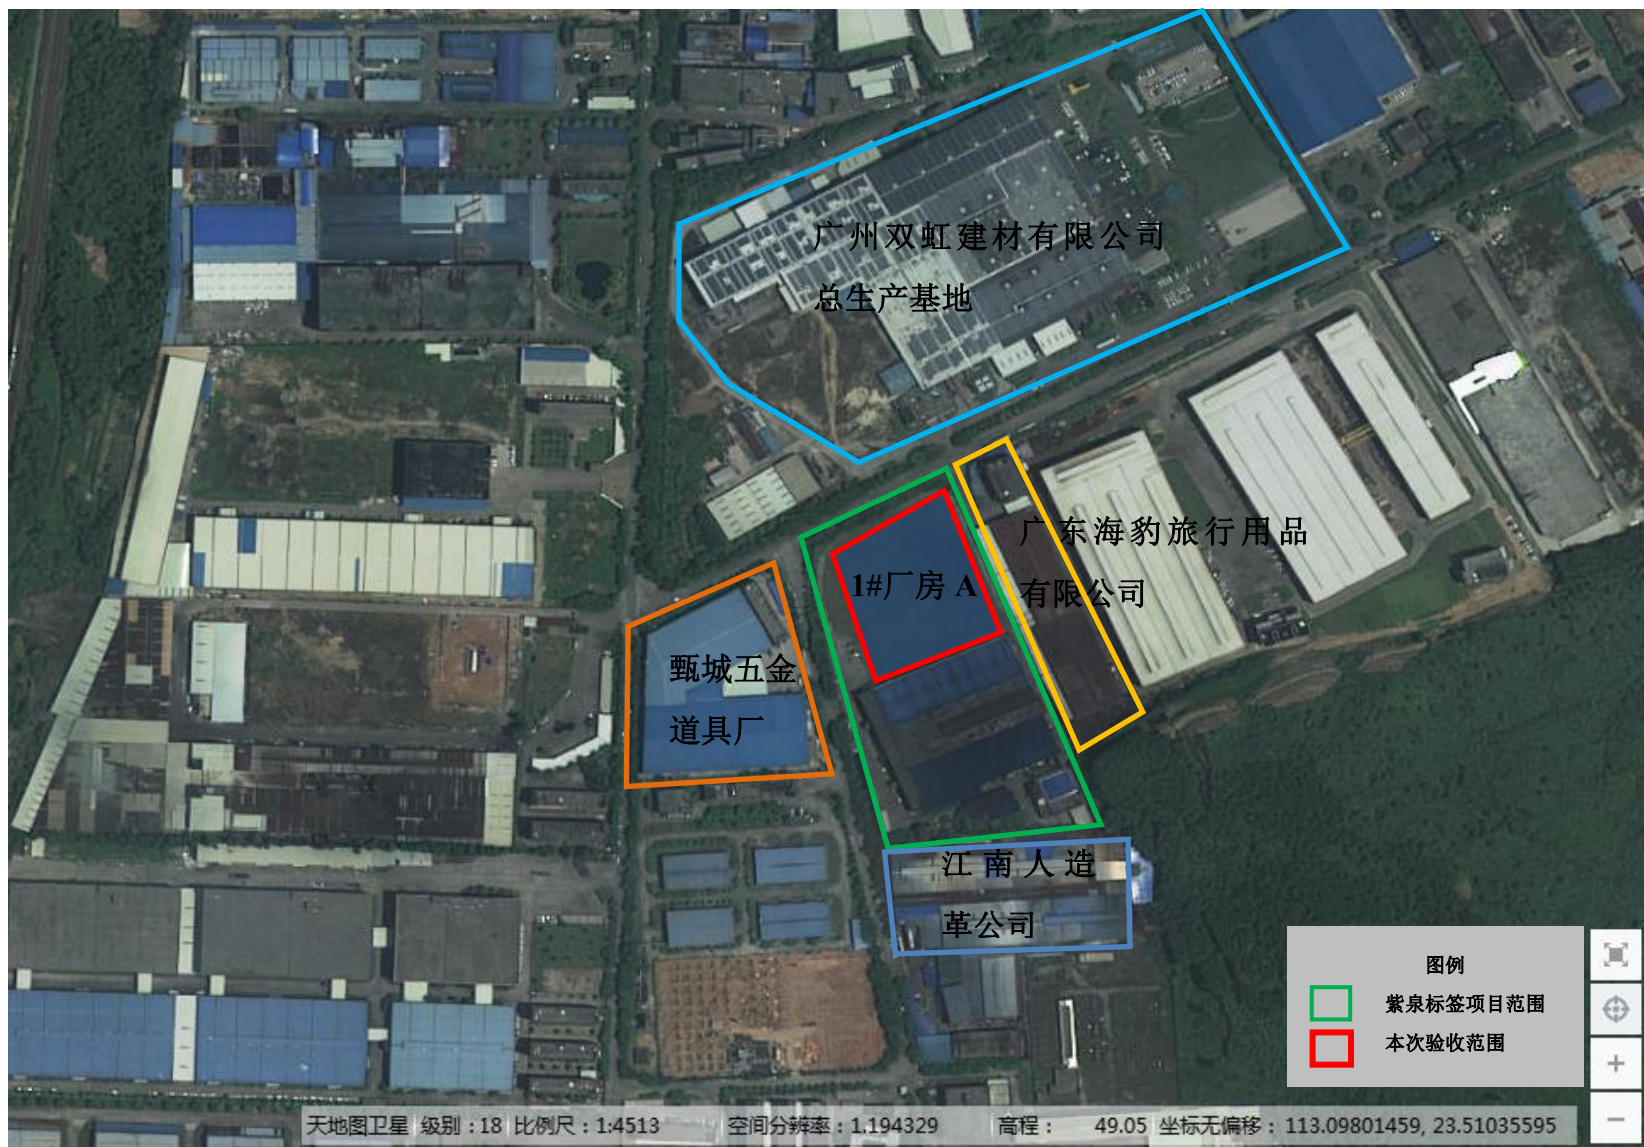 广州双虹建材有限公司
总生产基地
广东海豹旅行用品
有限公司
1#厂房 A
甄城五金
道具厂
江南人造
革公司
图例
紫泉标签项目范围
本次验收范围
天地图卫星 级别：18 比例尺：1:4513 空间分辨率：1.194329 高程： 49.05 坐标无偏移：113.09801459, 23.51035595